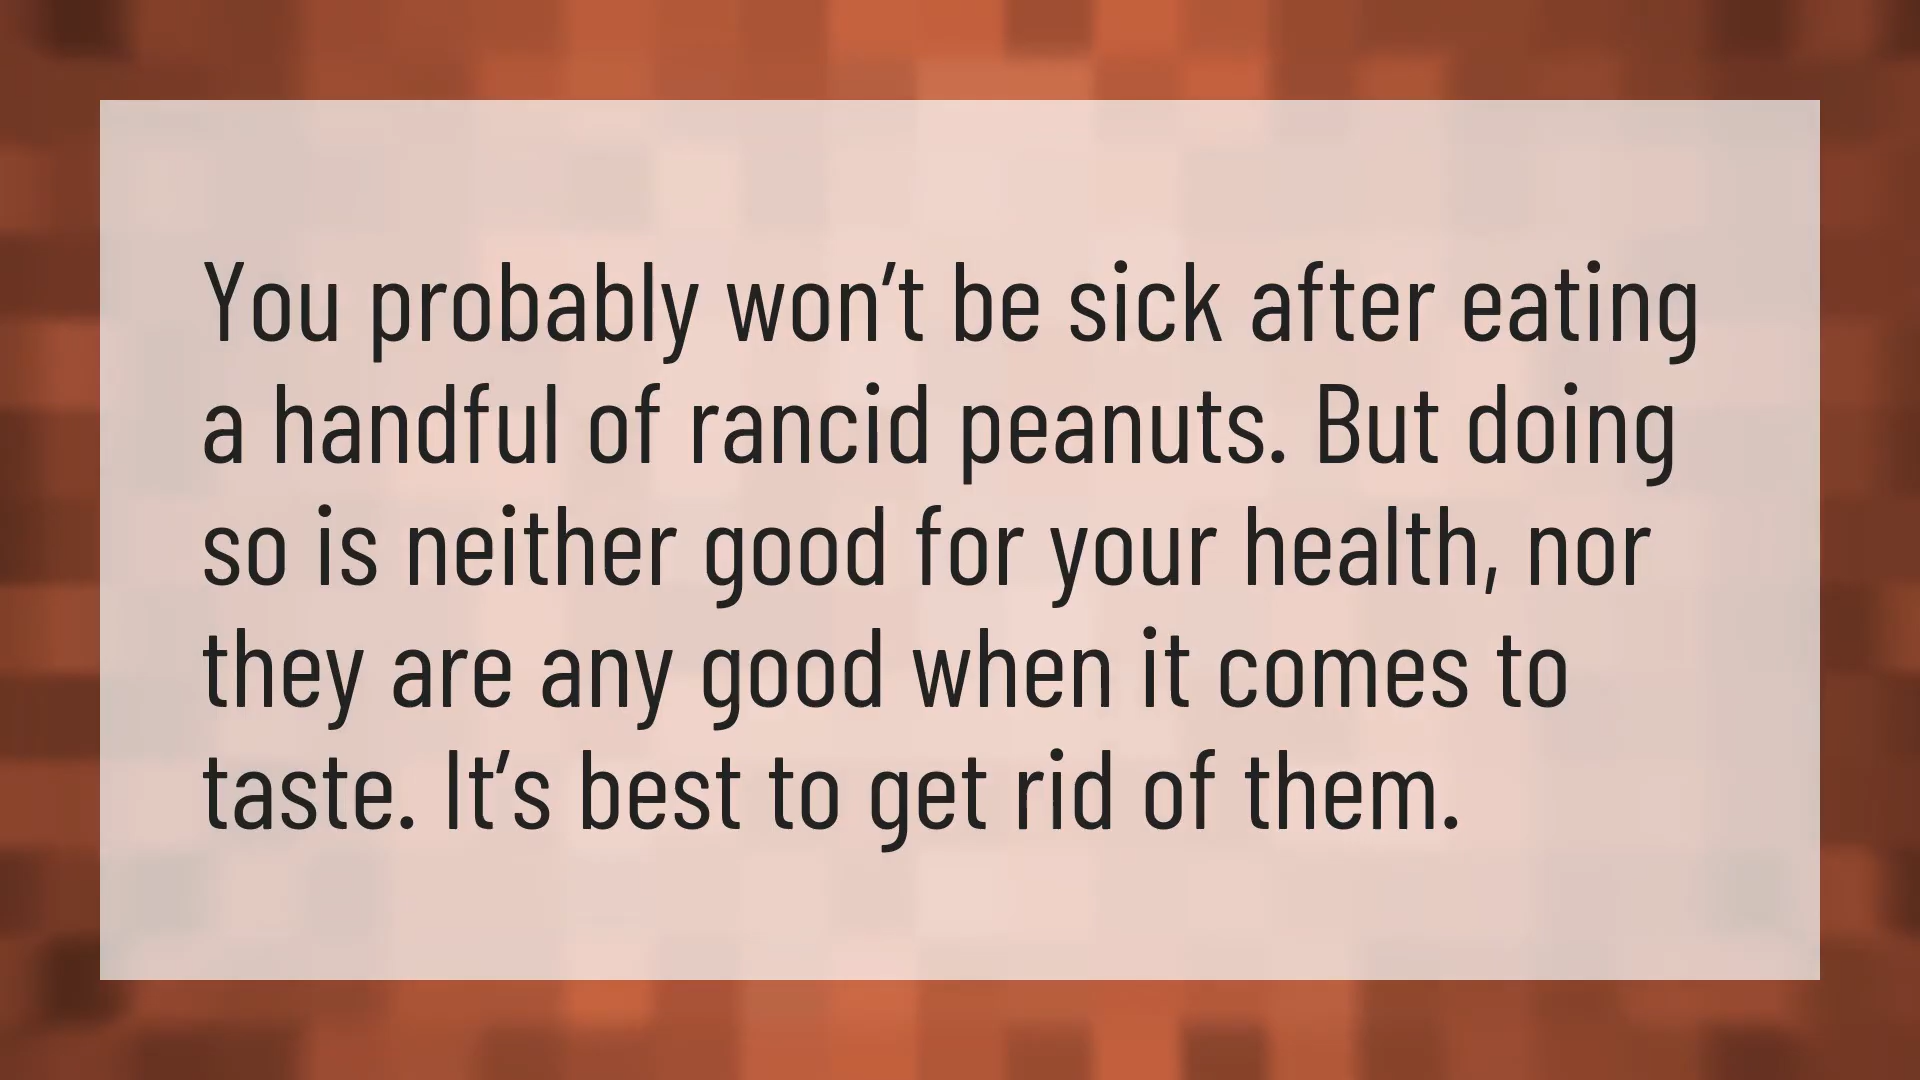 You probably won’t be sick after eating
a handful of rancid peanuts. But doing
so is neither good for your health, nor
they are any good when it comes to
taste. It’s best to get rid of them.